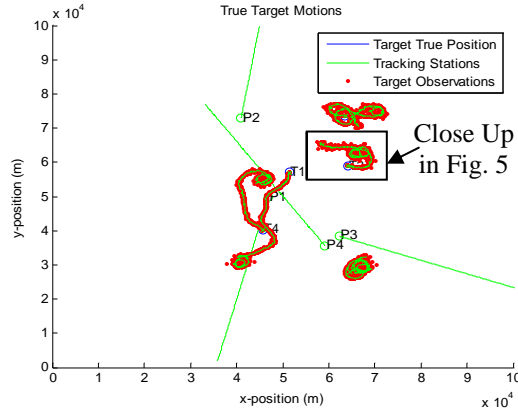 True Target Motions
x 10^4
10
9
8
7
6
5
4
3
2
1
0
y-position (m)
Target True Position
Tracking Stations
Target Observations
P2
Close Up
in Fig. 5
T1
P1
P3
P4
0 1 2 3 4 5 6 7 8 9 10
x-position (m)
x 10^4